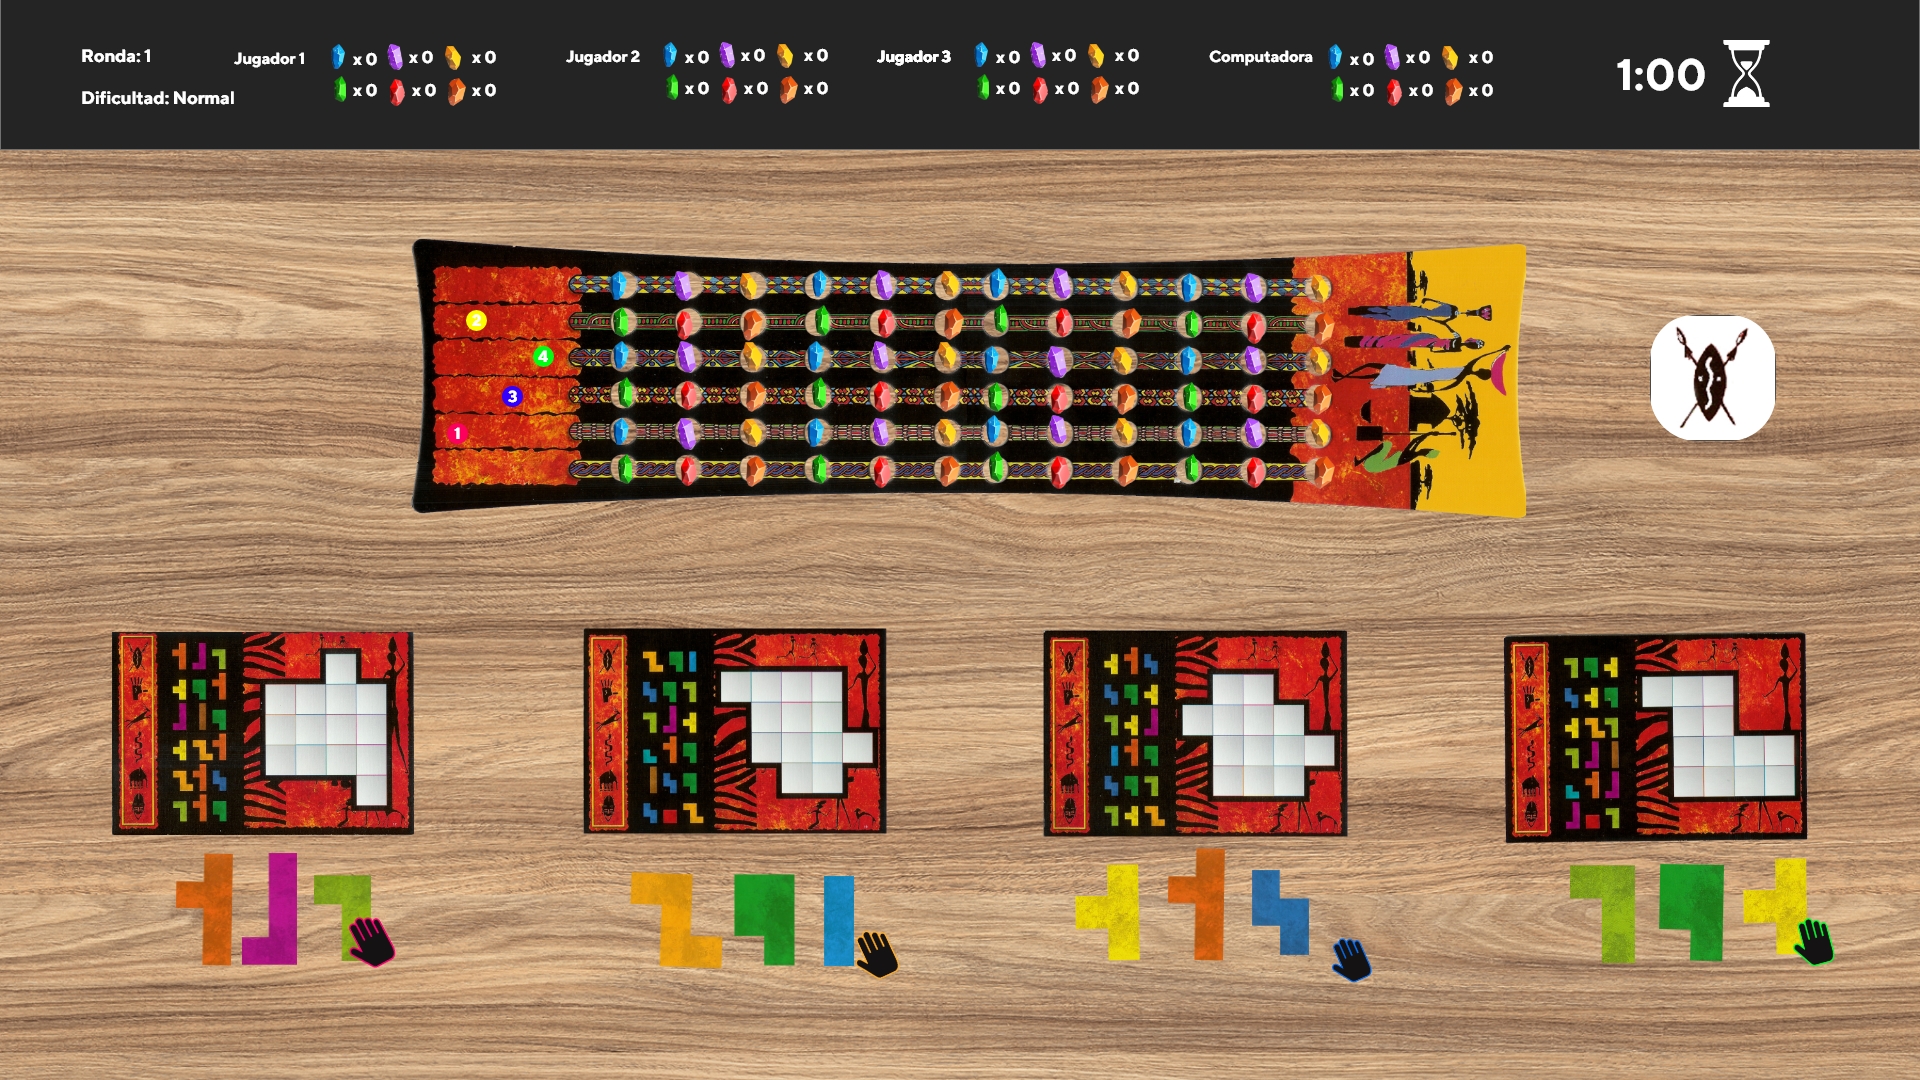 Ronda: 1
Dificultad: Normal
Jugador 1 x 0 x 0 x 0
x 0 x 0 x 0
Jugador 2 x 0 x 0 x 0
x 0 x 0 x 0
Jugador 3 x 0 x 0 x 0
x 0 x 0 x 0
Computadora x 0 x 0 x 0
x 0 x 0 x 0
1:00
2
4
3
1